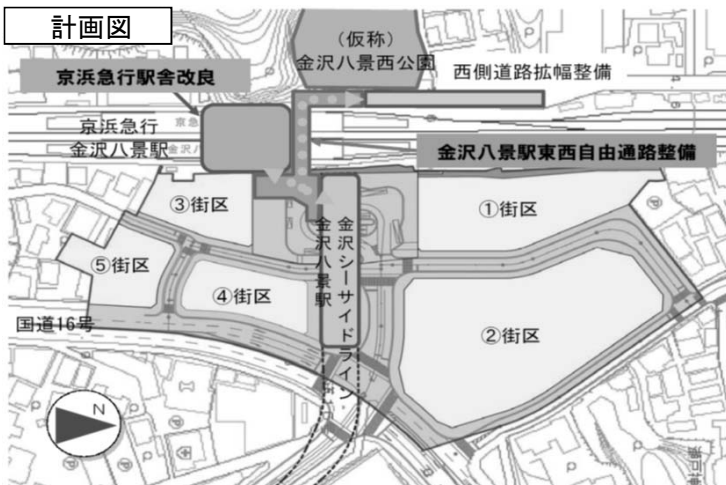 計画図
(仮称)
金沢八景西公園
京浜急行駅舎改良
西側道路拡幅整備
京浜急行
金沢八景駅
金沢八景駅東西自由通路整備
③街区
①街区
金沢シーサイドライン
金沢八景駅
⑤街区
④街区
②街区
国道16号
N